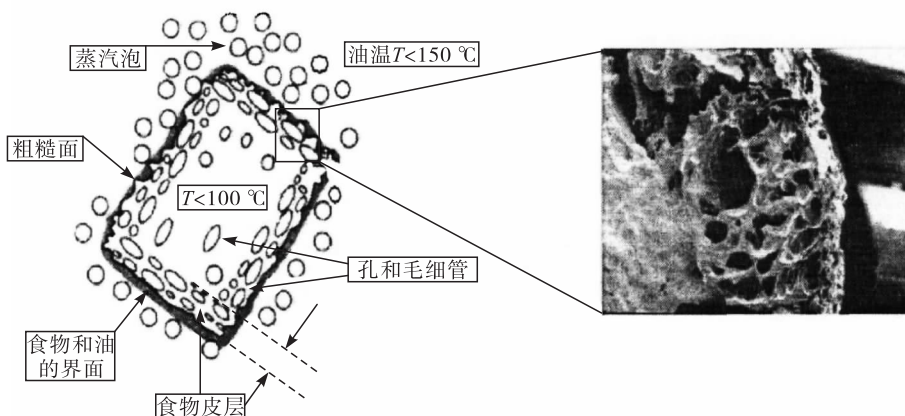 蒸汽泡
油温T<150 ℃
粗糙面
T<100 ℃
孔和毛细管
食物和油
的界面
食物皮层